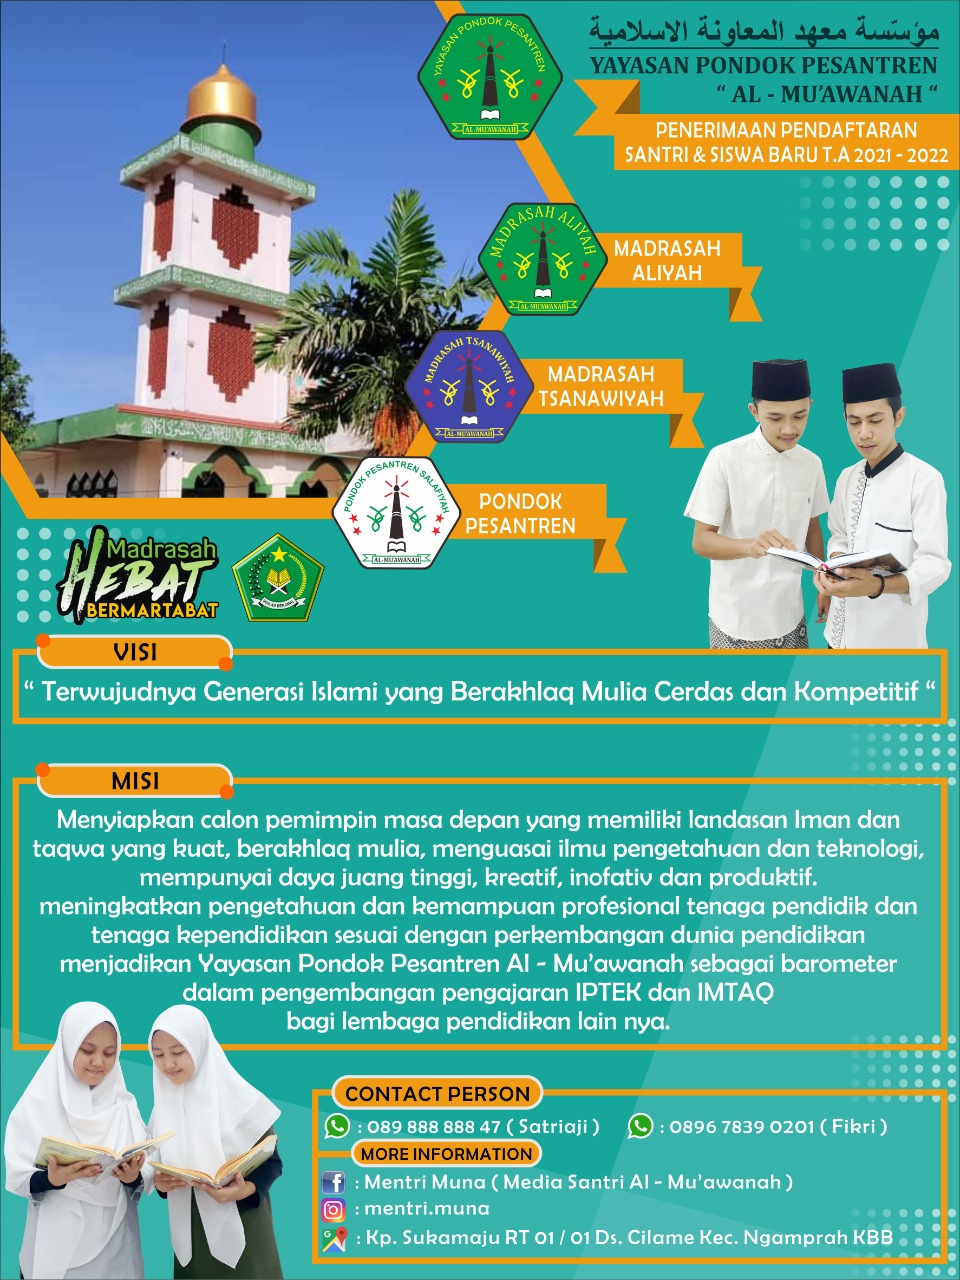 مؤسّسة معهد المعاونة الاسلامية
YAYASAN PONDOK PESANTREN
“ AL - MU’AWANAH “
PENERIMAAN PENDAFTARAN
SANTRI & SISWA BARU T.A 2021 - 2022
YAYASAN PONDOK PESANTREN
AL-MU'AWANAH
MADRASAH ALIYAH
AL-MU'AWANAH
MADRASAH
ALIYAH
MADRASAH TSANAWIYAH
AL-MU'AWANAH
MADRASAH
TSANAWIYAH
PONDOK PESANTREN SALAFIYAH
AL-MU'AWANAH
PONDOK
PESANTREN
Madrasah
HEBAT
BERMARTABAT
IKHLAS BERAMAL
VISI
“ Terwujudnya Generasi Islami yang Berakhlaq Mulia Cerdas dan Kompetitif “
MISI
Menyiapkan calon pemimpin masa depan yang memiliki landasan Iman dan
taqwa yang kuat, berakhlaq mulia, menguasai ilmu pengetahuan dan teknologi,
mempunyai daya juang tinggi, kreatif, inofativ dan produktif.
meningkatkan pengetahuan dan kemampuan profesional tenaga pendidik dan
tenaga kependidikan sesuai dengan perkembangan dunia pendidikan
menjadikan Yayasan Pondok Pesantren Al - Mu’awanah sebagai barometer
dalam pengembangan pengajaran IPTEK dan IMTAQ
bagi lembaga pendidikan lain nya.
CONTACT PERSON
: 089 888 888 47 ( Satriaji )
: 0896 7839 0201 ( Fikri )
MORE INFORMATION
: Mentri Muna ( Media Santri Al - Mu’awanah )
: mentri.muna
: Kp. Sukamaju RT 01 / 01 Ds. Cilame Kec. Ngamprah KBB